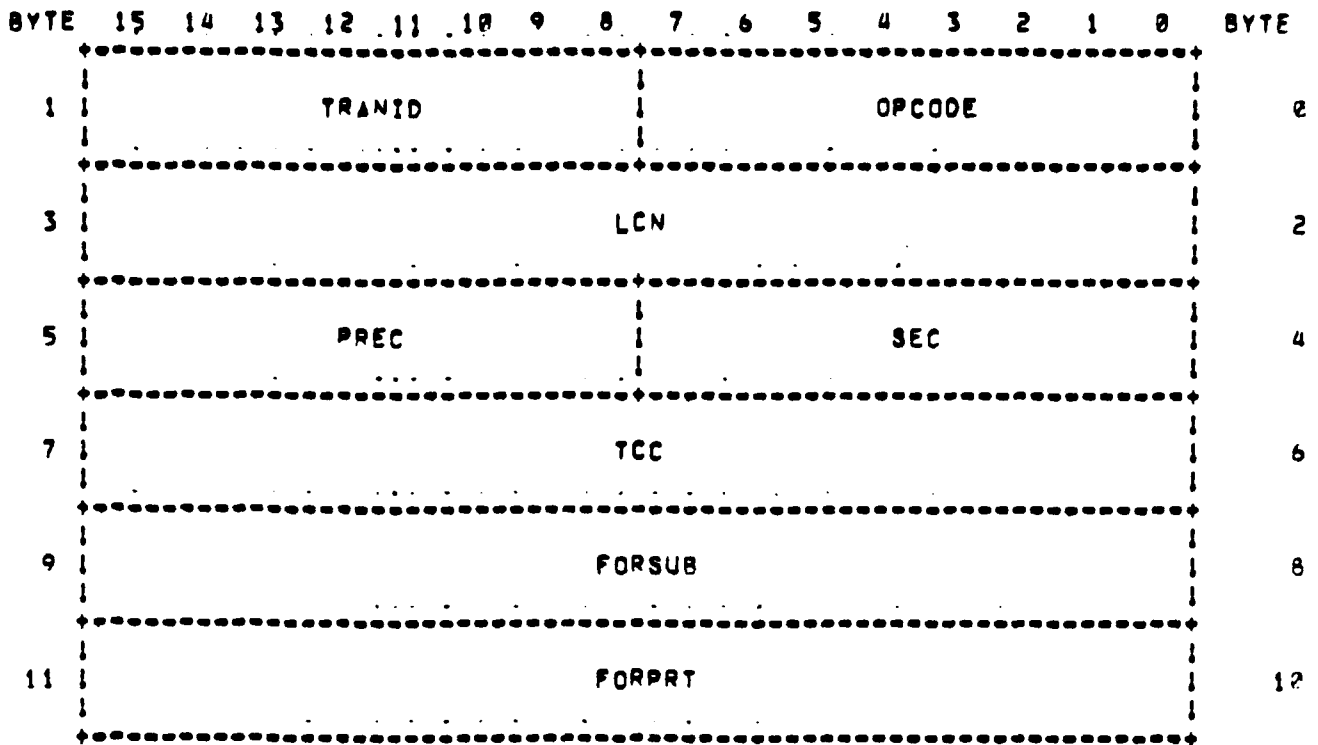 BYTE 15 14 13 12 11 10 9 8 7 6 5 4 3 2 1 0 BYTE
1 TRANID OPCODE 0
3 LCN 2
5 PREC SEC 4
7 TCC 6
9 FORSUB 8
11 FORPRT 10